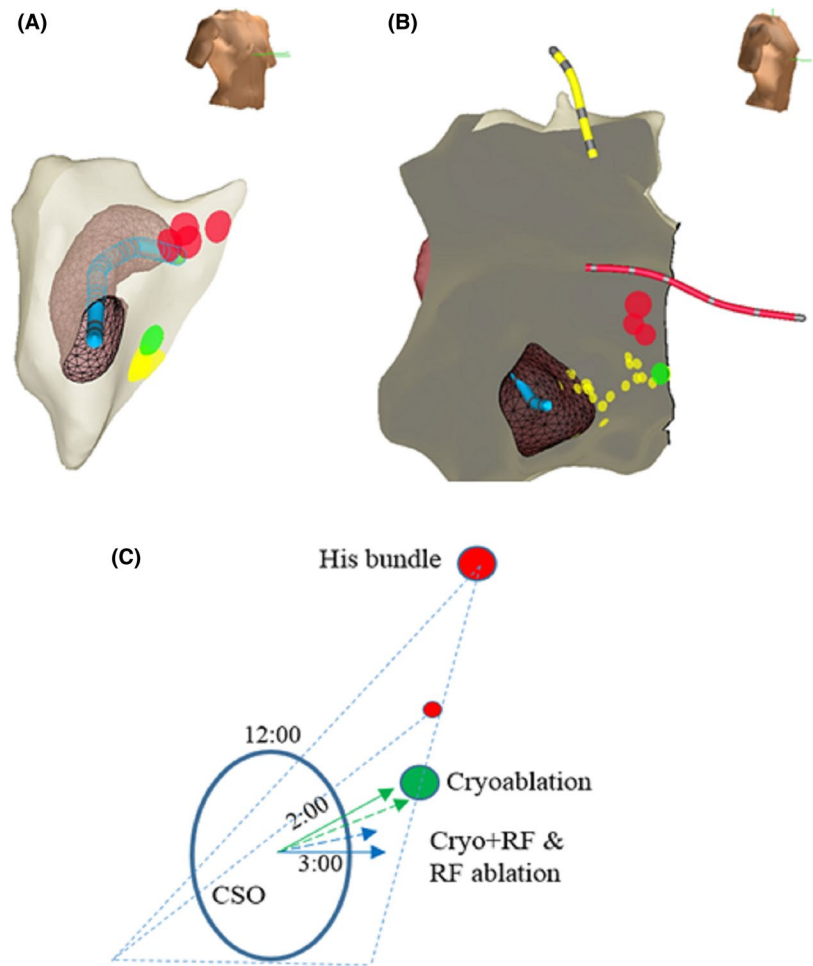 (A)
(B)
(C)
His bundle
12:00
2:00
Cryoablation
3:00
Cryo+RF &
RF ablation
CSO